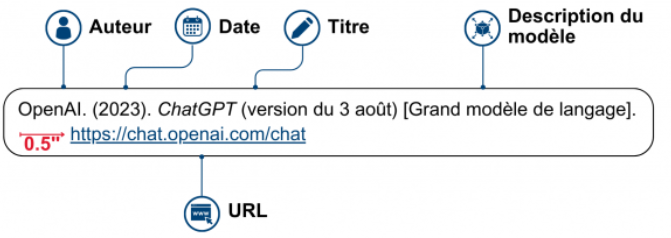 Auteur
Date
Titre
Description du
modèle
OpenAI. (2023). ChatGPT (version du 3 août) [Grand modèle de langage].
0.5" https://chat.openai.com/chat
www
URL